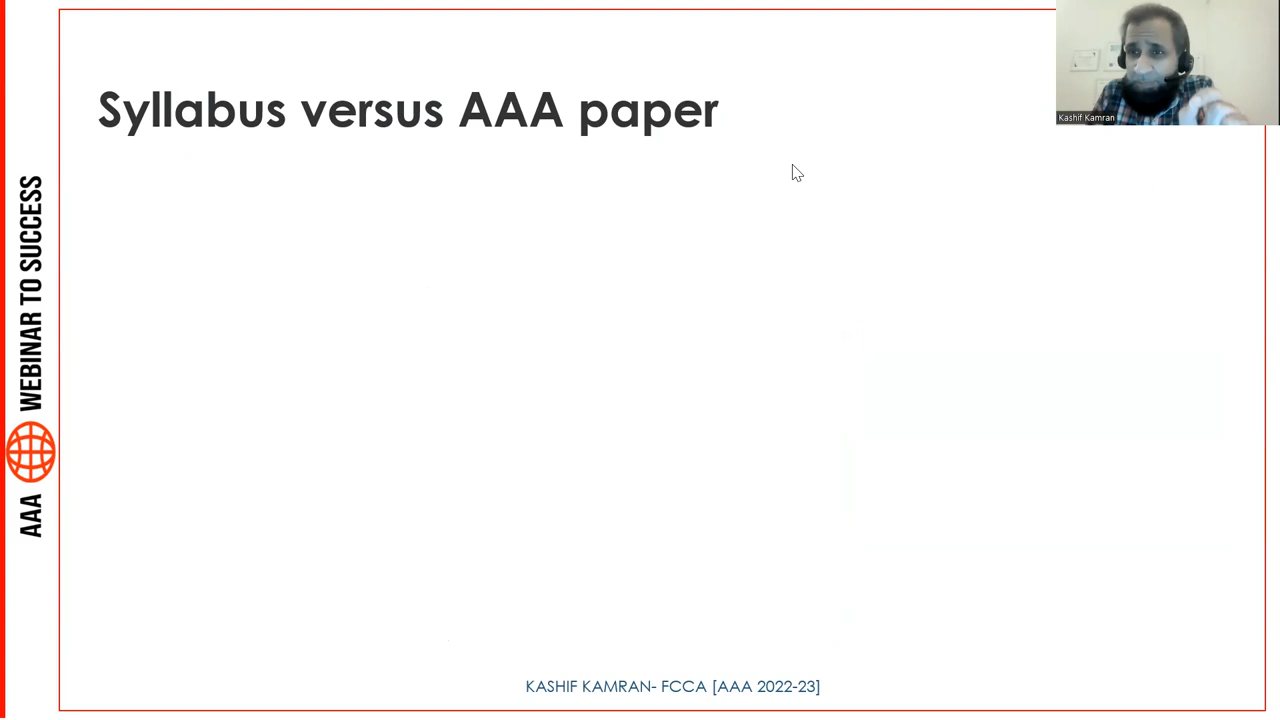 Syllabus versus AAA paper
Kashif Kamran
AAA WEBINAR TO SUCCESS
KASHIF KAMRAN- FCCA [AAA 2022-23]